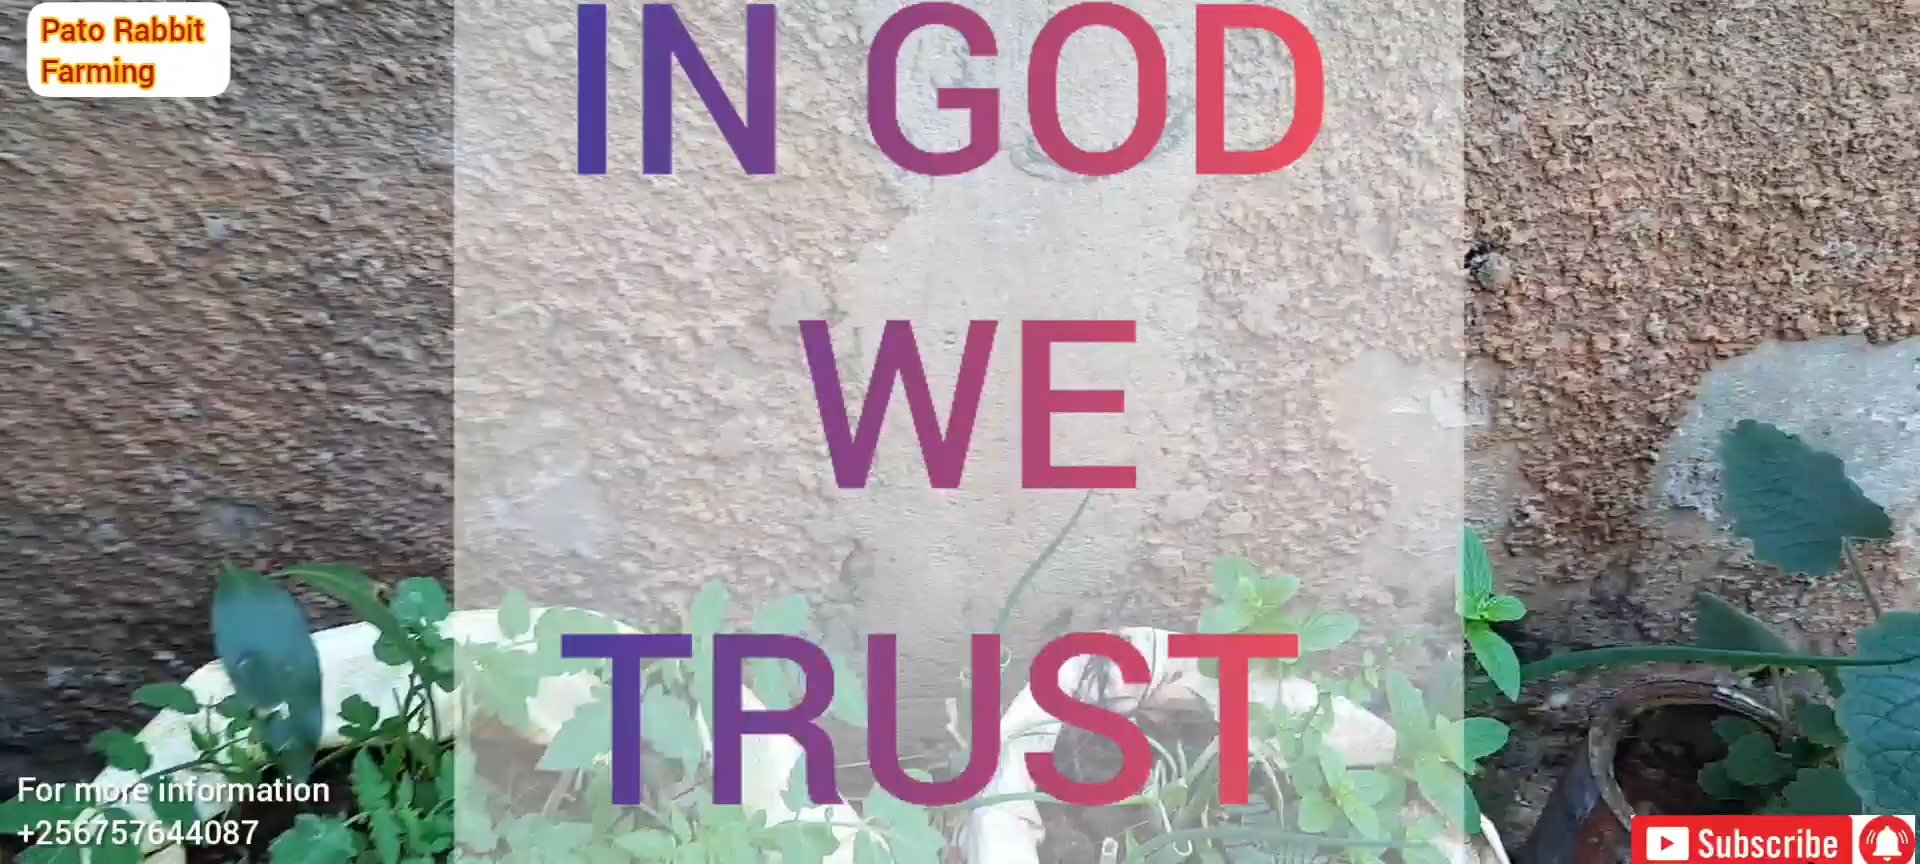 Pato Rabbit
Farming
IN GOD
WE
TRUST
For more information
+256757644087
Subscribe